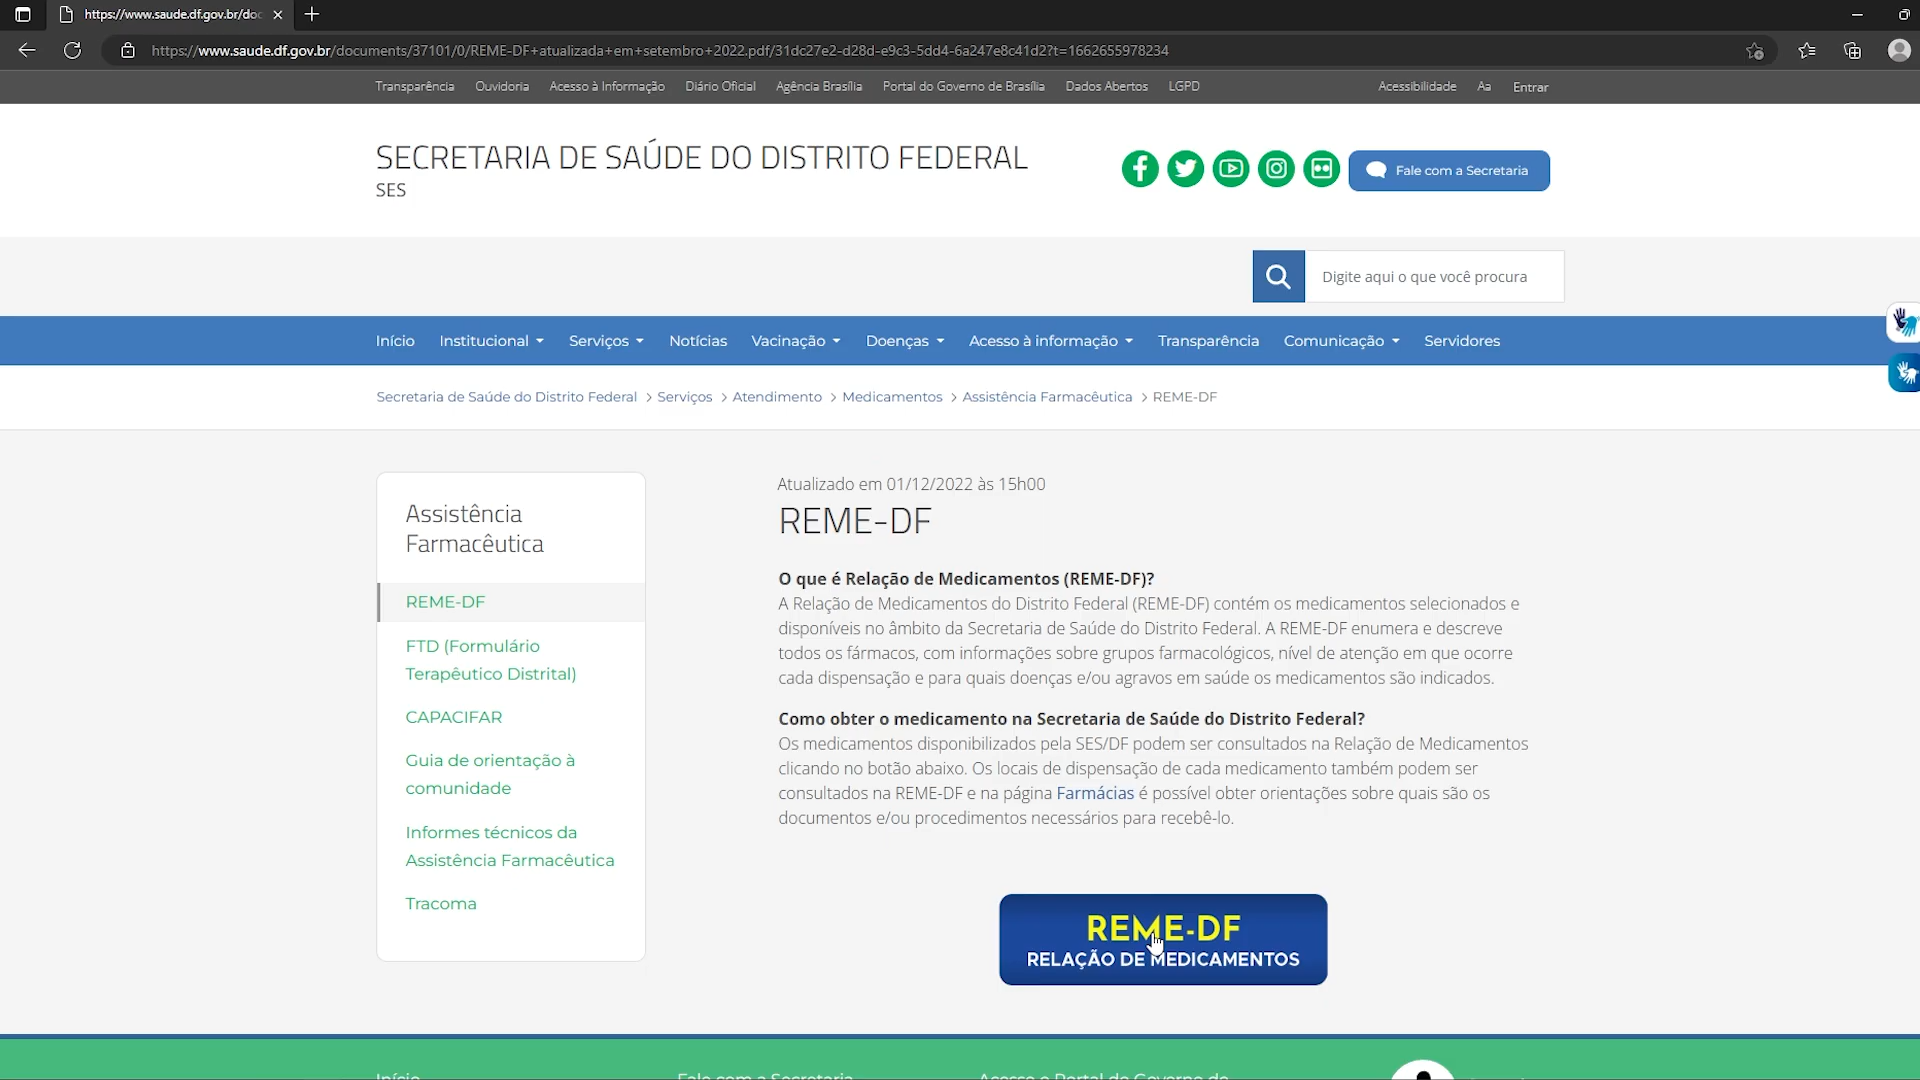 https://www.saude.df.gov.br/doc
https://www.saude.df.gov.br/documents/37101/0/REME-DF+atualizada+em+setembro+2022.pdf/31dc27e2-d28d-e9c3-5dd4-6a247e8c41d2?t=1662655978234
Transparência Ouvidoria Acesso à Informação Diário Oficial Agência Brasília Portal do Governo de Brasília Dados Abertos LGPD Acessibilidade Aa Entrar
SECRETARIA DE SAÚDE DO DISTRITO FEDERAL
SES
Fale com a Secretaria
Digite aqui o que você procura
Início Institucional Serviços Notícias Vacinação Doenças Acesso à informação Transparência Comunicação Servidores
Secretaria de Saúde do Distrito Federal > Serviços > Atendimento > Medicamentos > Assistência Farmacêutica > REME-DF
Assistência
Farmacêutica
REME-DF
FTD (Formulário
Terapêutico Distrital)
CAPACIFAR
Guia de orientação à
comunidade
Informes técnicos da
Assistência Farmacêutica
Tracoma
Atualizado em 01/12/2022 às 15h00
REME-DF
O que é Relação de Medicamentos (REME-DF)?
A Relação de Medicamentos do Distrito Federal (REME-DF) contém os medicamentos selecionados e
disponíveis no âmbito da Secretaria de Saúde do Distrito Federal. A REME-DF enumera e descreve
todos os fármacos, com informações sobre grupos farmacológicos, nível de atenção em que ocorre
cada dispensação e para quais doenças e/ou agravos em saúde os medicamentos são indicados.
Como obter o medicamento na Secretaria de Saúde do Distrito Federal?
Os medicamentos disponibilizados pela SES/DF podem ser consultados na Relação de Medicamentos
clicando no botão abaixo. Os locais de dispensação de cada medicamento também podem ser
consultados na REME-DF e na página Farmácias é possível obter orientações sobre quais são os
documentos e/ou procedimentos necessários para recebê-lo.
REME-DF
RELAÇÃO DE MEDICAMENTOS
Início Fale com a Secretaria Acesse o Portal do Governo do